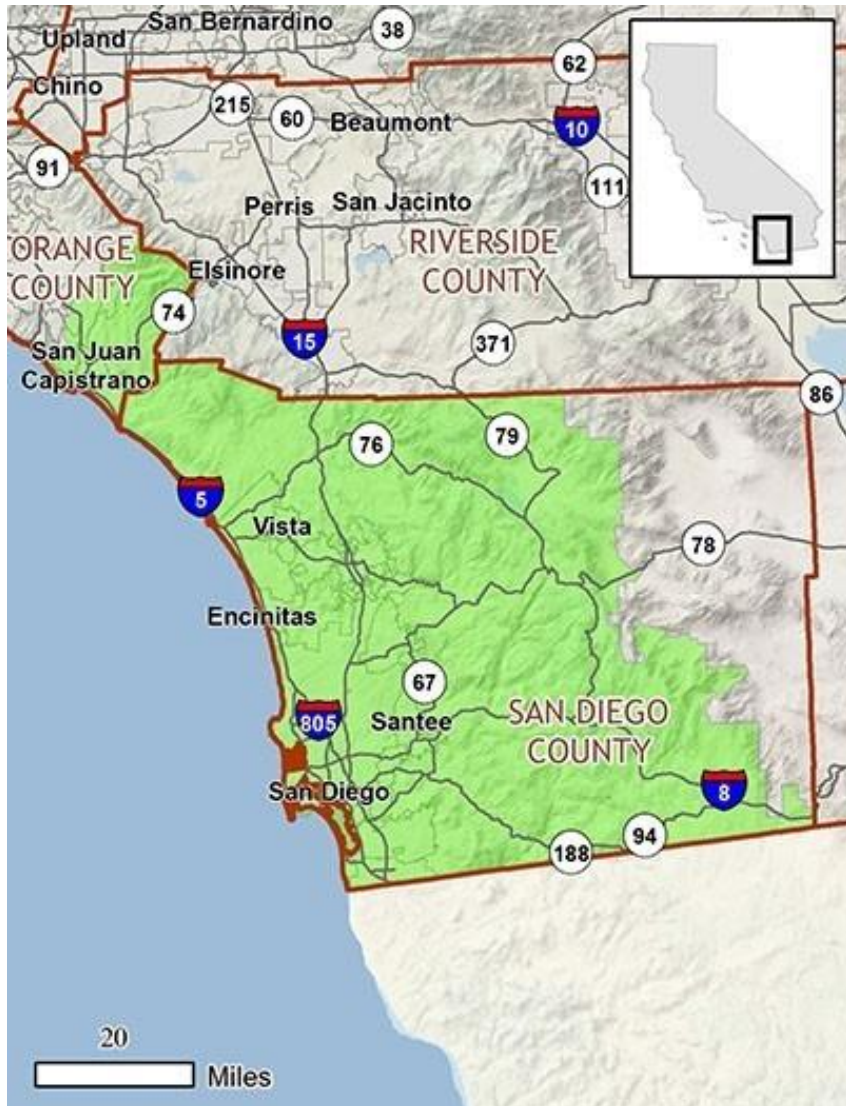 San Bernardino
38
Upland
62
Chino
215
60
Beaumont
10
91
111
Perris
San Jacinto
ORANGE
COUNTY
RIVERSIDE
COUNTY
Elsinore
74
15
371
San Juan
Capistrano
86
76
79
5
Vista
78
Encinitas
67
805
Santee
SAN DIEGO
COUNTY
San Diego
8
94
188
20
Miles